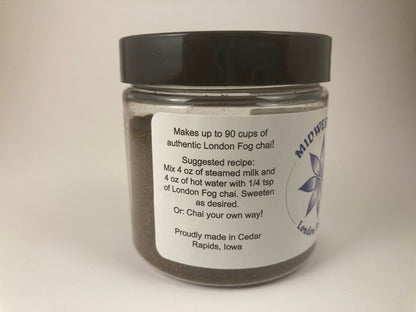 Makes up to 90 cups of
authentic London Fog chai!
Suggested recipe:
Mix 4 oz of steamed milk and
4 oz of hot water with 1/4 tsp
of London Fog chai. Sweeten
as desired.
Or: Chai your own way!
Proudly made in Cedar
Rapids, Iowa
London